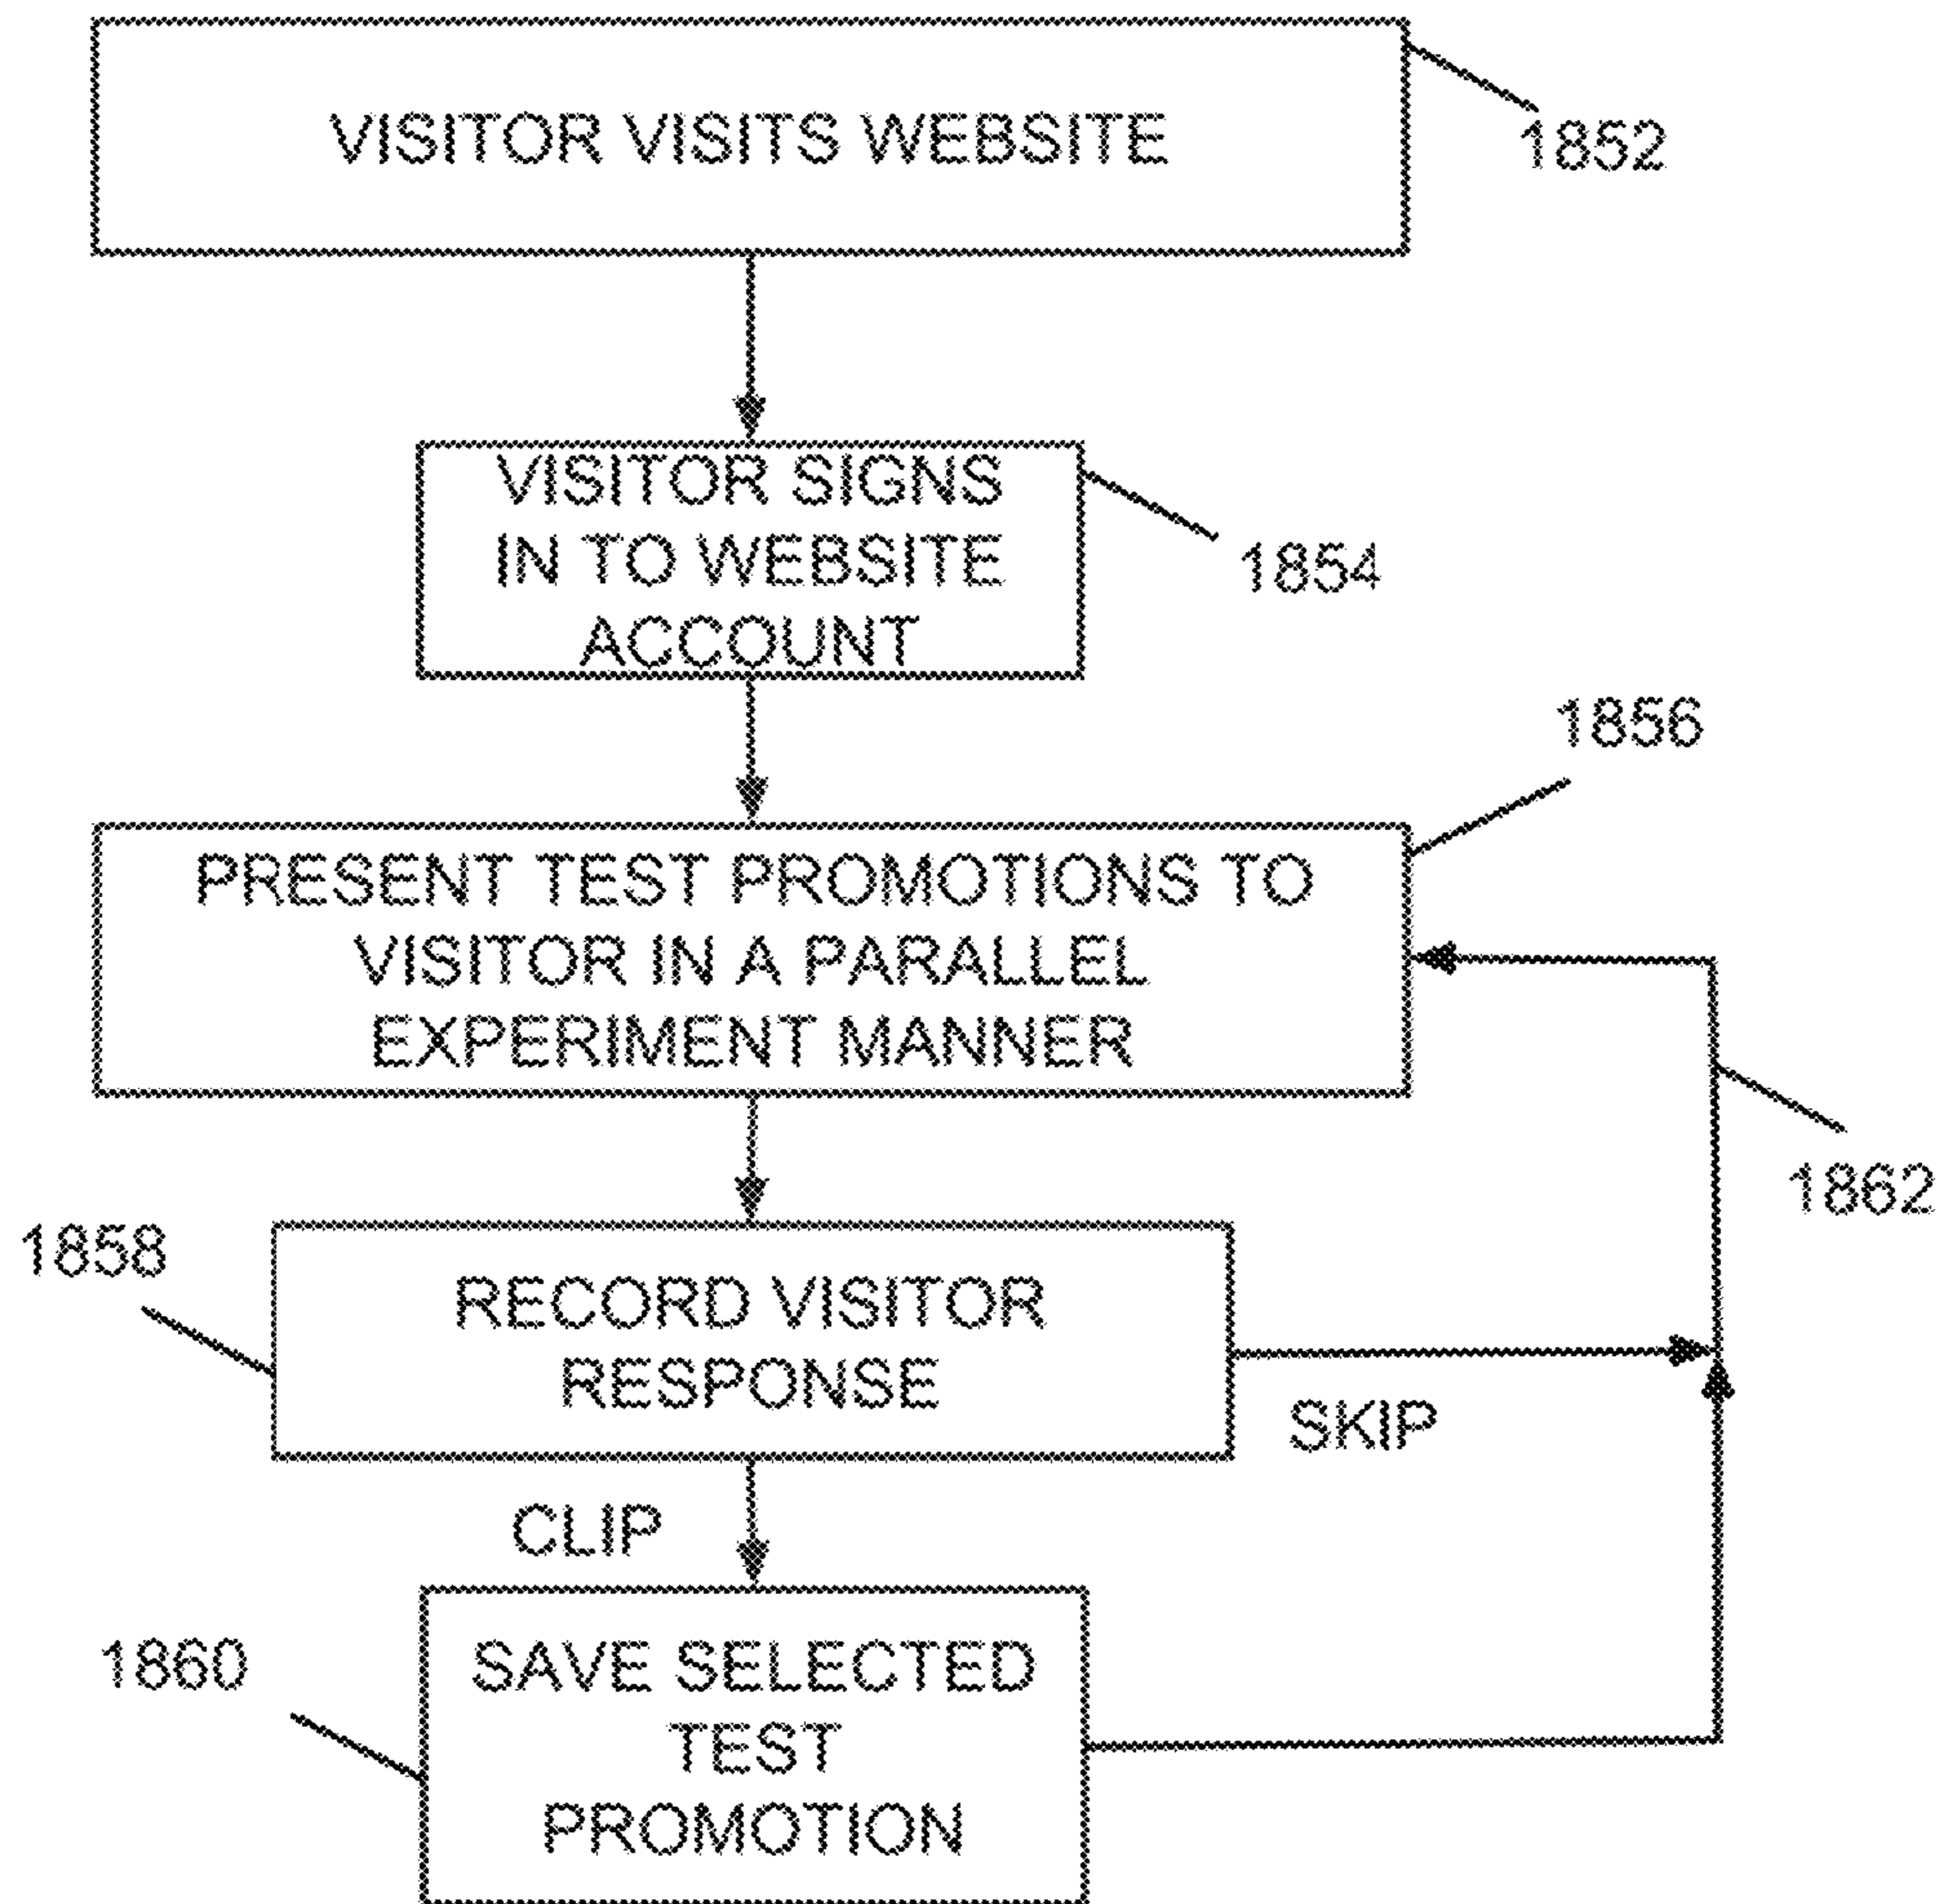 VISITOR VISITS WEBSITE
1852
VISITOR SIGNS
IN TO WEBSITE
ACCOUNT
1854
1856
PRESENT TEST PROMOTIONS TO
VISITOR IN A PARALLEL
EXPERIMENT MANNER
1862
1858
RECORD VISITOR
RESPONSE
SKIP
CLIP
1860
SAVE SELECTED
TEST
PROMOTION